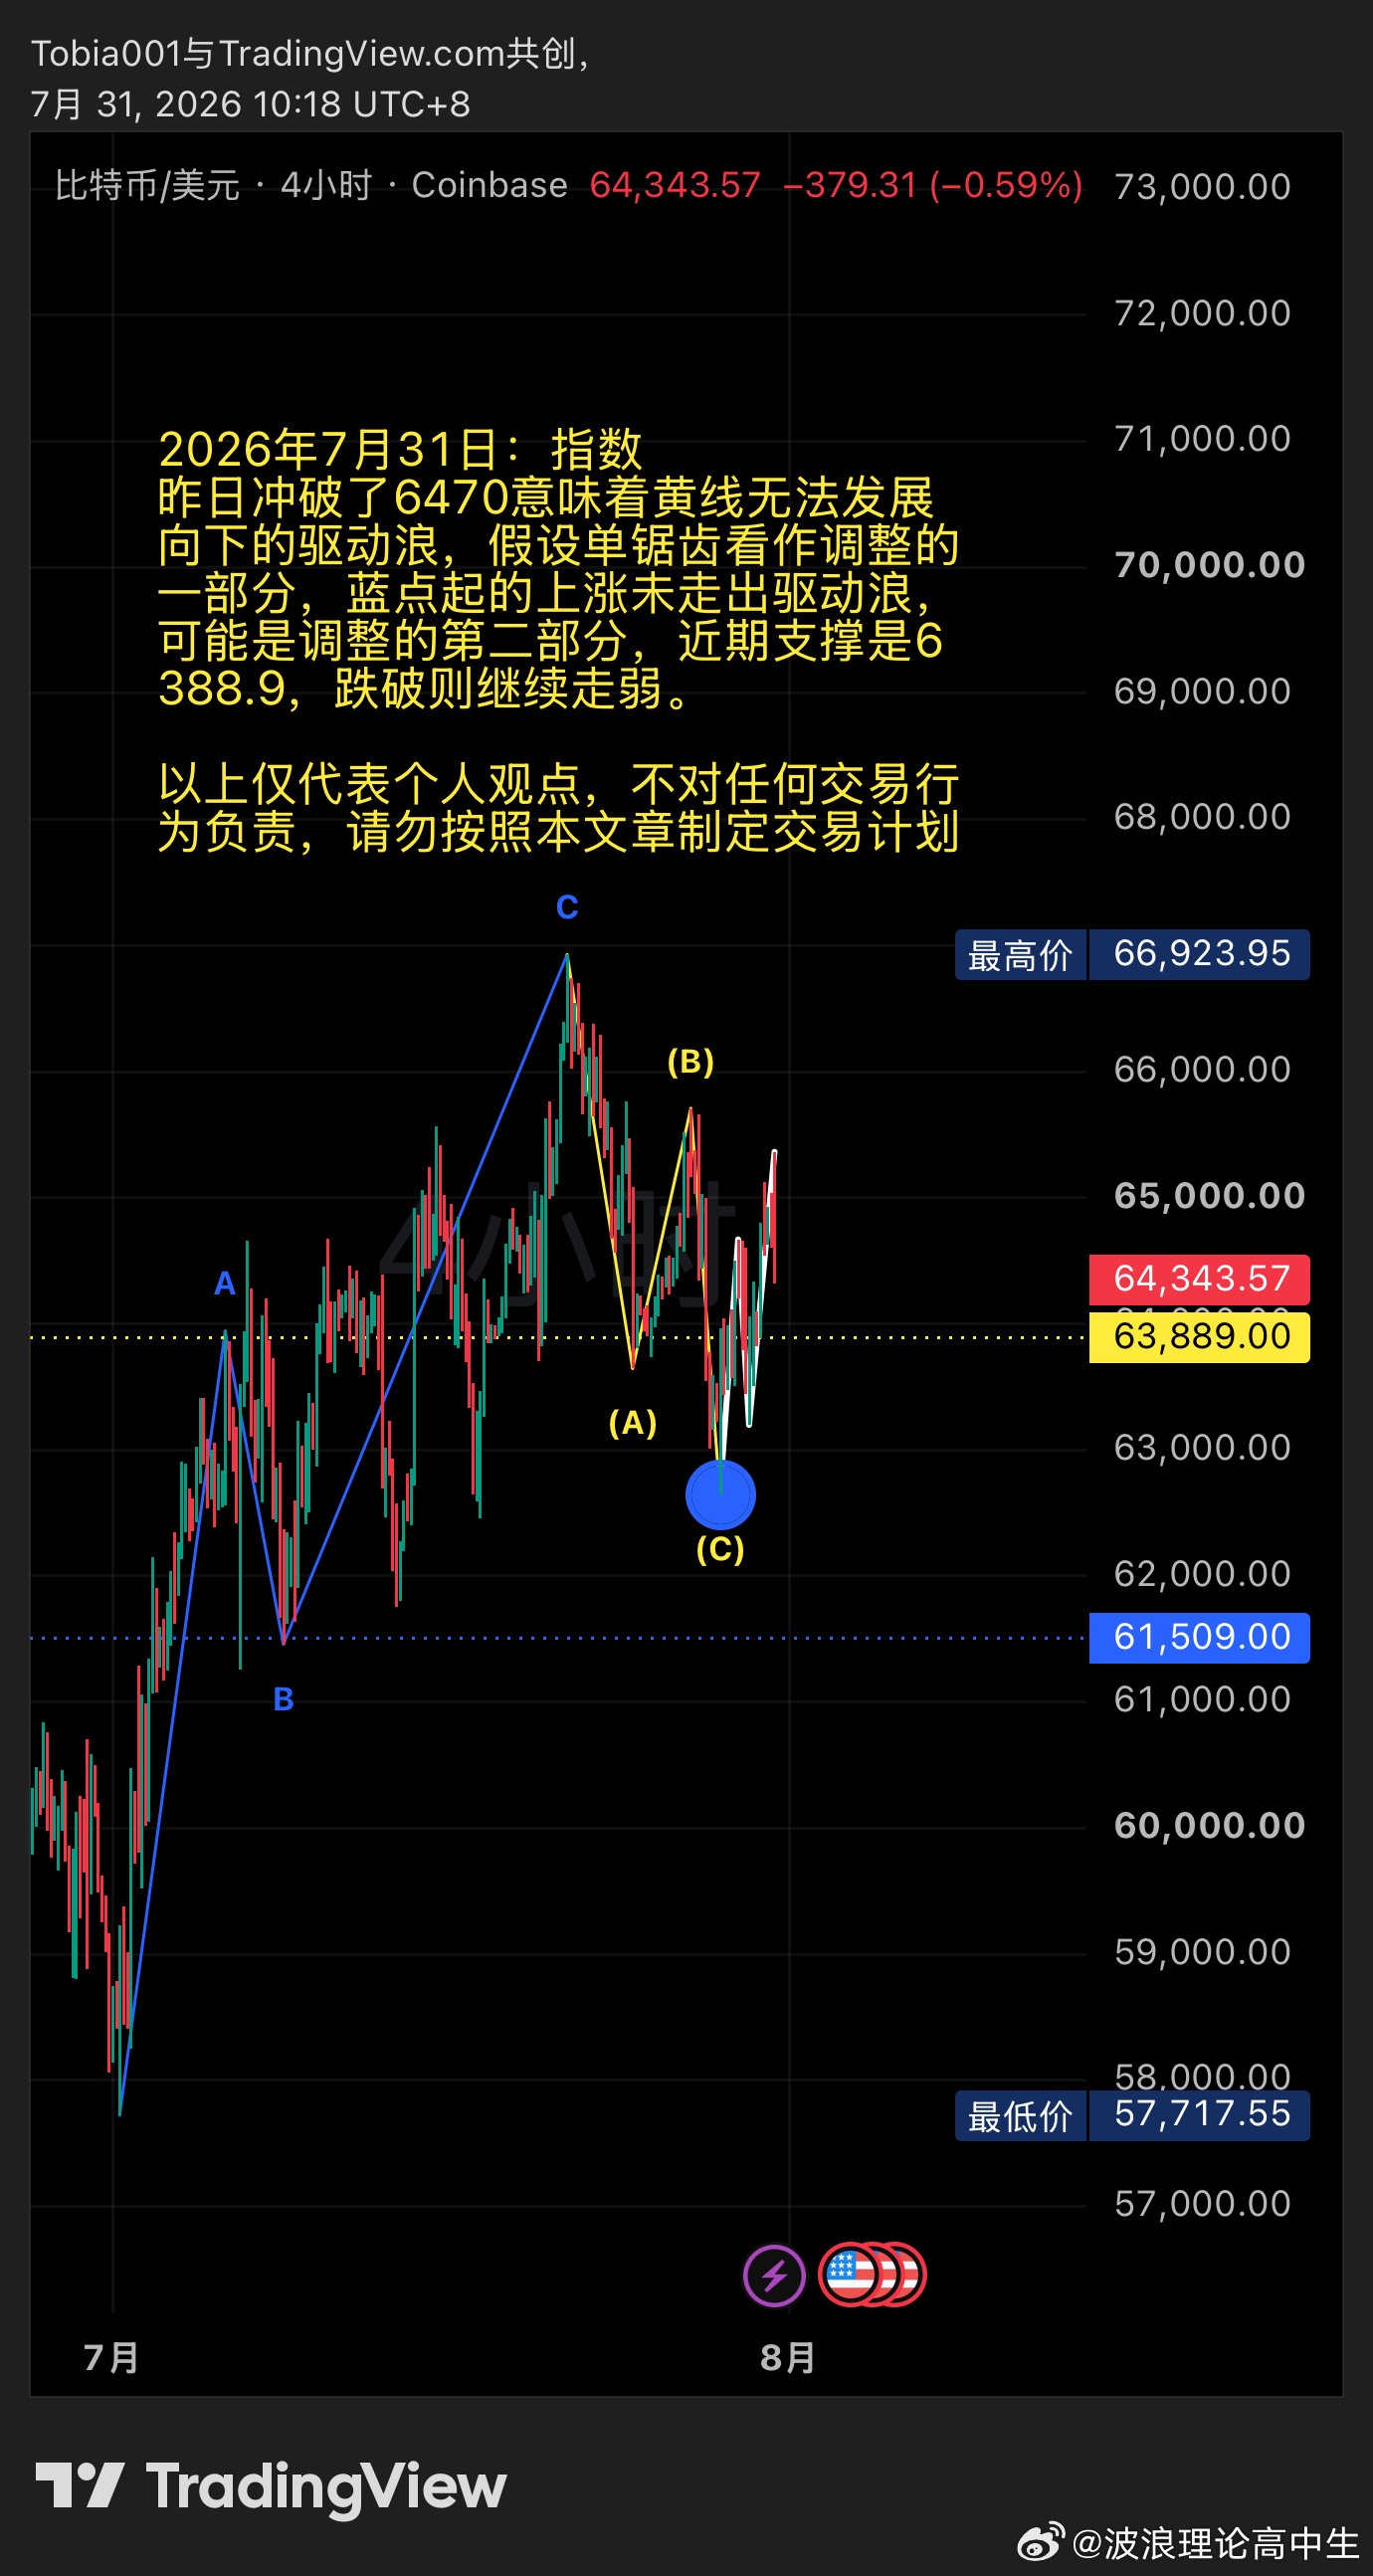 Tobia001与TradingView.com共创，
7月 31, 2026 10:18 UTC+8
比特币/美元 · 4小时 · Coinbase 64,343.57 −379.31 (−0.59%)
73,000.00
72,000.00
71,000.00
2026年7月31日：指数
昨日冲破了6470意味着黄线无法发展
向下的驱动浪，假设单锯齿看作调整的
一部分，蓝点起的上涨未走出驱动浪，
可能是调整的第二部分，近期支撑是6
388.9，跌破则继续走弱。
以上仅代表个人观点，不对任何交易行
为负责，请勿按照本文章制定交易计划
70,000.00
69,000.00
68,000.00
C
最高价 66,923.95
(B)
66,000.00
4小时
65,000.00
A
64,343.57
63,889.00
(A)
63,000.00
(C)
62,000.00
61,509.00
B
61,000.00
60,000.00
59,000.00
58,000.00
最低价 57,717.55
57,000.00
7月
8月
TradingView
@波浪理论高中生